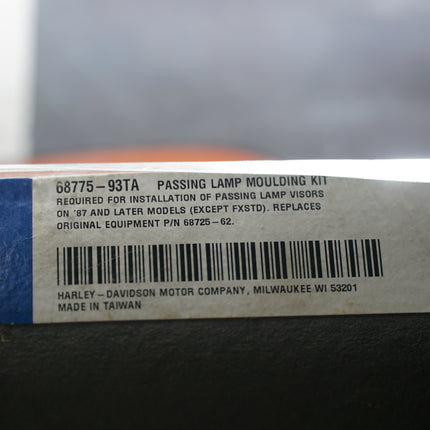 68775-93TA PASSING LAMP MOULDING KIT
REQUIRED FOR INSTALLATION OF PASSING LAMP VISORS
ON '87 AND LATER MODELS (EXCEPT FXSTD). REPLACES
ORIGINAL EQUIPMENT P/N 68725-62.
HARLEY-DAVIDSON MOTOR COMPANY, MILWAUKEE WI 53201
MADE IN TAIWAN